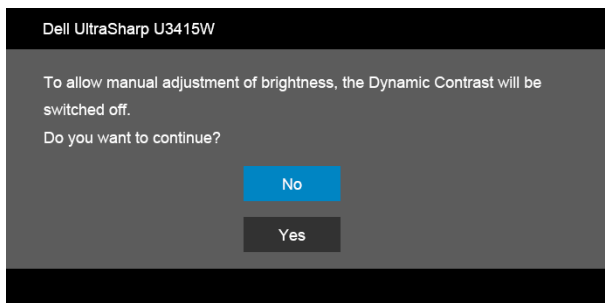 Dell UltraSharp U3415W
To allow manual adjustment of brightness, the Dynamic Contrast will be
switched off.
Do you want to continue?
No
Yes